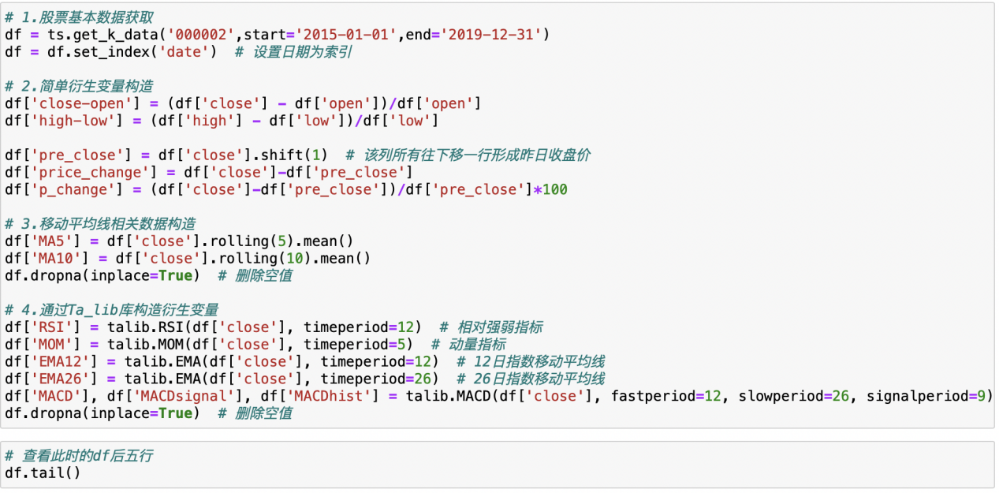 # 1.股票基本数据获取
df = ts.get_k_data('000002',start='2015-01-01',end='2019-12-31')
df = df.set_index('date')  # 设置日期为索引
# 2.简单衍生变量构造
df['close-open'] = (df['close'] - df['open'])/df['open']
df['high-low'] = (df['high'] - df['low'])/df['low']
df['pre_close'] = df['close'].shift(1)  # 该列所有往下移一行形成昨日收盘价
df['price_change'] = df['close']-df['pre_close']
df['p_change'] = (df['close']-df['pre_close'])/df['pre_close']*100
# 3.移动平均线相关数据构造
df['MA5'] = df['close'].rolling(5).mean()
df['MA10'] = df['close'].rolling(10).mean()
df.dropna(inplace=True)  # 删除空值
# 4.通过Ta_lib库构造衍生变量
df['RSI'] = talib.RSI(df['close'], timeperiod=12)  # 相对强弱指标
df['MOM'] = talib.MOM(df['close'], timeperiod=5)  # 动量指标
df['EMA12'] = talib.EMA(df['close'], timeperiod=12)  # 12日指数移动平均线
df['EMA26'] = talib.EMA(df['close'], timeperiod=26)  # 26日指数移动平均线
df['MACD'], df['MACDsignal'], df['MACDhist'] = talib.MACD(df['close'], fastperiod=12, slowperiod=26, signalperiod=9)
df.dropna(inplace=True)  # 删除空值
# 查看此时的df后五行
df.tail()